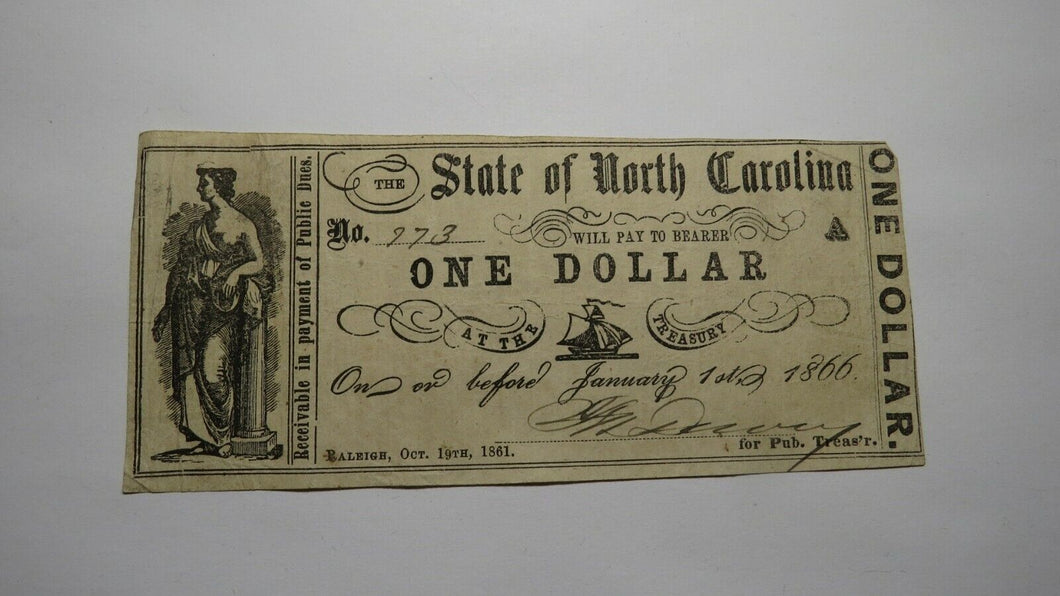 Receivable in payment of Public Dues.
THE State of North Carolina
No. 973
WILL PAY TO BEARER A
ONE DOLLAR
AT THE TREASURY
On or before January 1st, 1866.
for Pub. Treas'r.
RALEIGH, OCT. 19TH, 1861.
ONE DOLLAR.